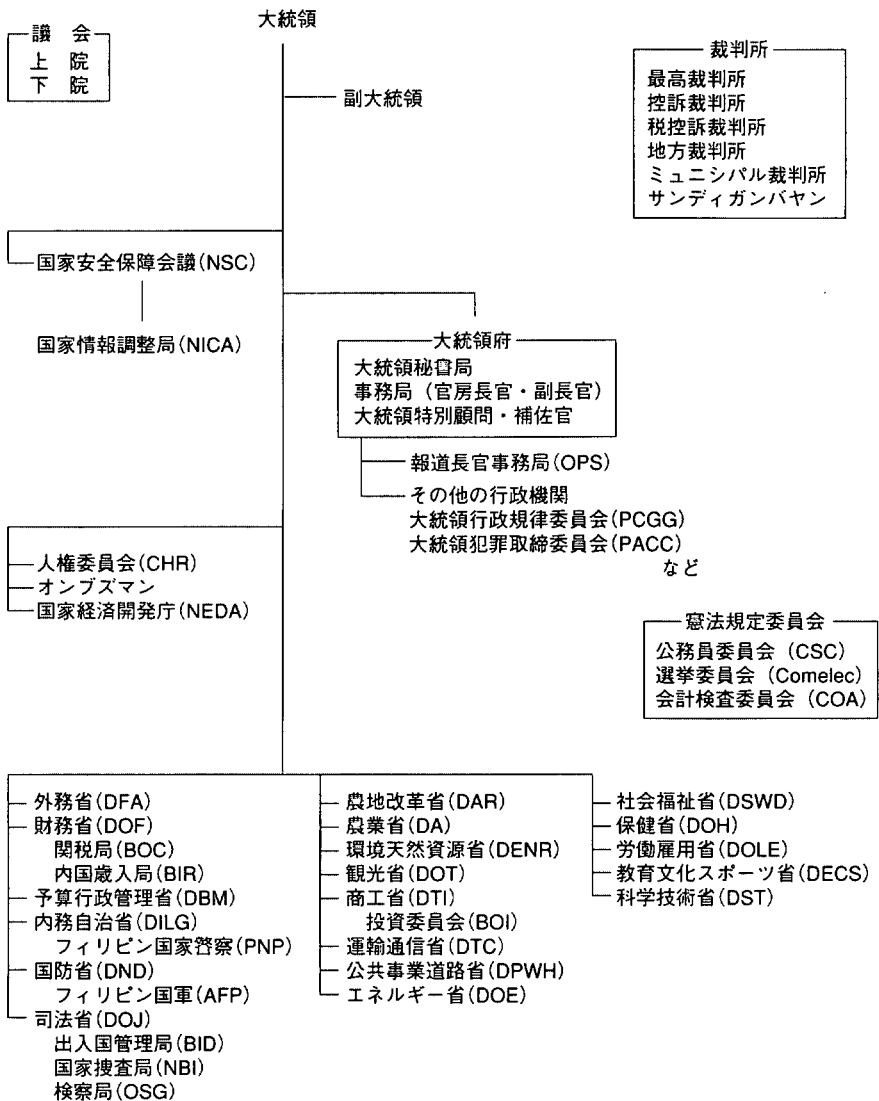 大統領
議 会
上 院
下 院
副大統領
裁判所
最高裁判所
控訴裁判所
税控訴裁判所
地方裁判所
ミュニシパル裁判所
サンディガンバヤン
国家安全保障会議(NSC)
国家情報調整局(NICA)
大統領府
大統領秘書局
事務局（官房長官・副長官）
大統領特別顧問・補佐官
報道長官事務局(OPS)
その他の行政機関
大統領行政規律委員会(PCGG)
大統領犯罪取締委員会(PACC)
など
人権委員会(CHR)
オンブズマン
国家経済開発庁(NEDA)
憲法規定委員会
公務員委員会（CSC）
選挙委員会（Comelec）
会計検査委員会（COA）
外務省(DFA)
財務省(DOF)
関税局(BOC)
内国歳入局(BIR)
予算行政管理省(DBM)
内務自治省(DILG)
フィリピン国家警察(PNP)
国防省(DND)
フィリピン国軍(AFP)
司法省(DOJ)
出入国管理局(BID)
国家捜査局(NBI)
検察局(OSG)
農地改革省(DAR)
農業省(DA)
環境天然資源省(DENR)
観光省(DOT)
商工省(DTI)
投資委員会(BOI)
運輸通信省(DTC)
公共事業道路省(DPWH)
エネルギー省(DOE)
社会福祉省(DSWD)
保健省(DOH)
労働雇用省(DOLE)
教育文化スポーツ省(DECS)
科学技術省(DST)